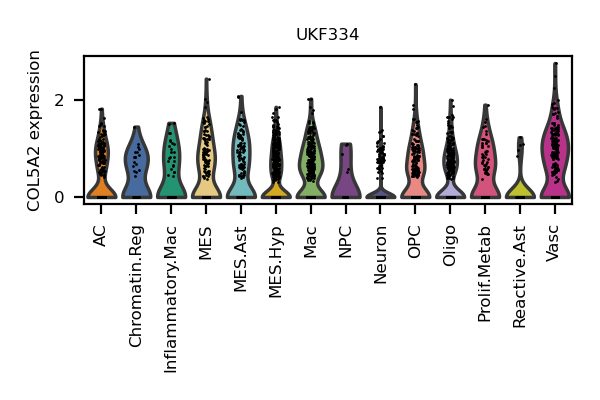 UKF334
COL5A2 expression
2
0
AC
Chromatin.Reg
Inflammatory.Mac
MES
MES.Ast
MES.Hyp
Mac
NPC
Neuron
OPC
Oligo
Prolif.Metab
Reactive.Ast
Vasc